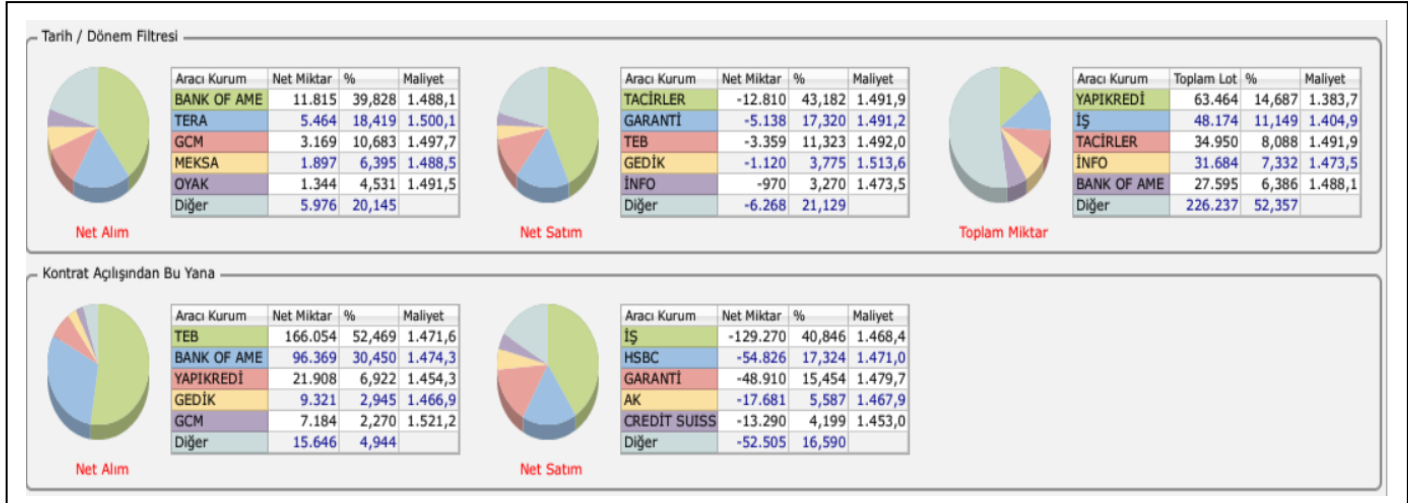 Tarih / Dönem Filtresi
Aracı Kurum Net Miktar % Maliyet
BANK OF AME 11.815 39,828 1.488,1
TERA 5.464 18,419 1.500,1
GCM 3.169 10,683 1.497,7
MEKSA 1.897 6,395 1.488,5
OYAK 1.344 4,531 1.491,5
Diğer 5.976 20,145
Net Alım
Aracı Kurum Net Miktar % Maliyet
TACİRLER -12.810 43,182 1.491,9
GARANTİ -5.138 17,320 1.491,2
TEB -3.359 11,323 1.492,0
GEDİK -1.120 3,775 1.513,6
İNFO -970 3,270 1.473,5
Diğer -6.268 21,129
Net Satım
Aracı Kurum Toplam Lot % Maliyet
YAPIKREDİ 63.464 14,687 1.383,7
İŞ 48.174 11,149 1.404,9
TACİRLER 34.950 8,088 1.491,9
İNFO 31.684 7,332 1.473,5
BANK OF AME 27.595 6,386 1.488,1
Diğer 226.237 52,357
Toplam Miktar
Kontrat Açılışından Bu Yana
Aracı Kurum Net Miktar % Maliyet
TEB 166.054 52,469 1.471,6
BANK OF AME 96.369 30,450 1.474,3
YAPIKREDİ 21.908 6,922 1.454,3
GEDİK 9.321 2,945 1.466,9
GCM 7.184 2,270 1.521,2
Diğer 15.646 4,944
Net Alım
Aracı Kurum Net Miktar % Maliyet
İŞ -129.270 40,846 1.468,4
HSBC -54.826 17,324 1.471,0
GARANTİ -48.910 15,454 1.479,7
AK -17.681 5,587 1.467,9
CREDİT SUISS -13.290 4,199 1.453,0
Diğer -52.505 16,590
Net Satım